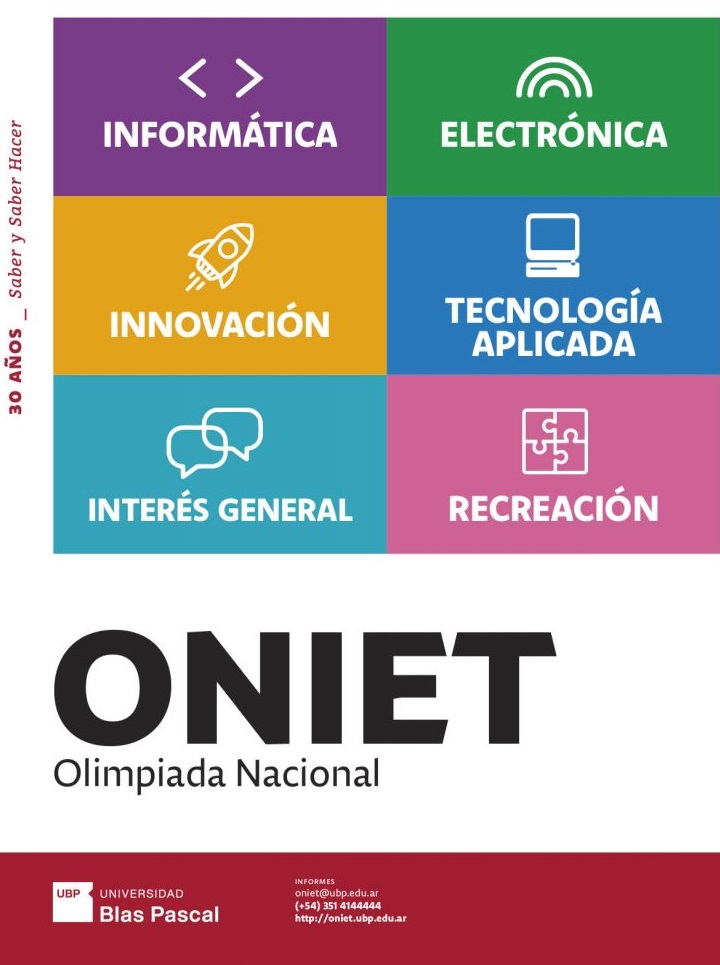 30 AÑOS _ Saber y Saber Hacer
INFORMÁTICA
ELECTRÓNICA
INNOVACIÓN
TECNOLOGÍA
APLICADA
INTERÉS GENERAL
RECREACIÓN
ONIET
Olimpiada Nacional
UBP
UNIVERSIDAD
Blas Pascal
INFORMES
oniet@ubp.edu.ar
(+54) 351 4144444
http://oniet.ubp.edu.ar